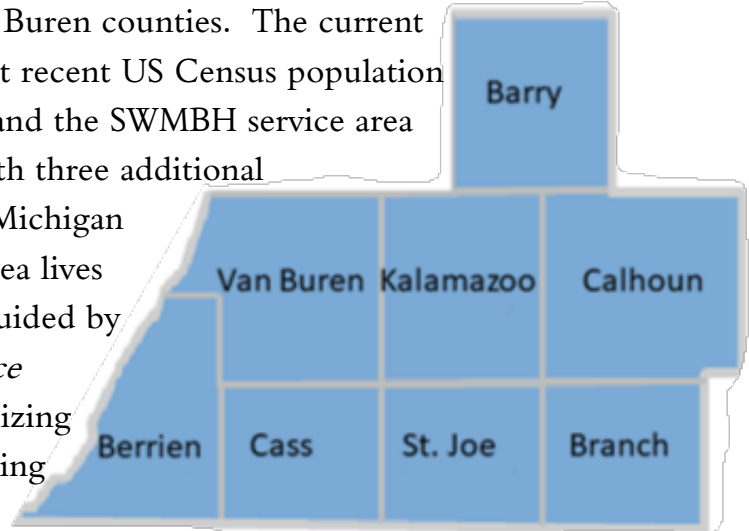 Buren counties. The current
t recent US Census population
and the SWMBH service area
th three additional
Michigan
ea lives
uided by
ce
izing
ing
Barry
Van Buren Kalamazoo Calhoun
Berrien Cass St. Joe Branch